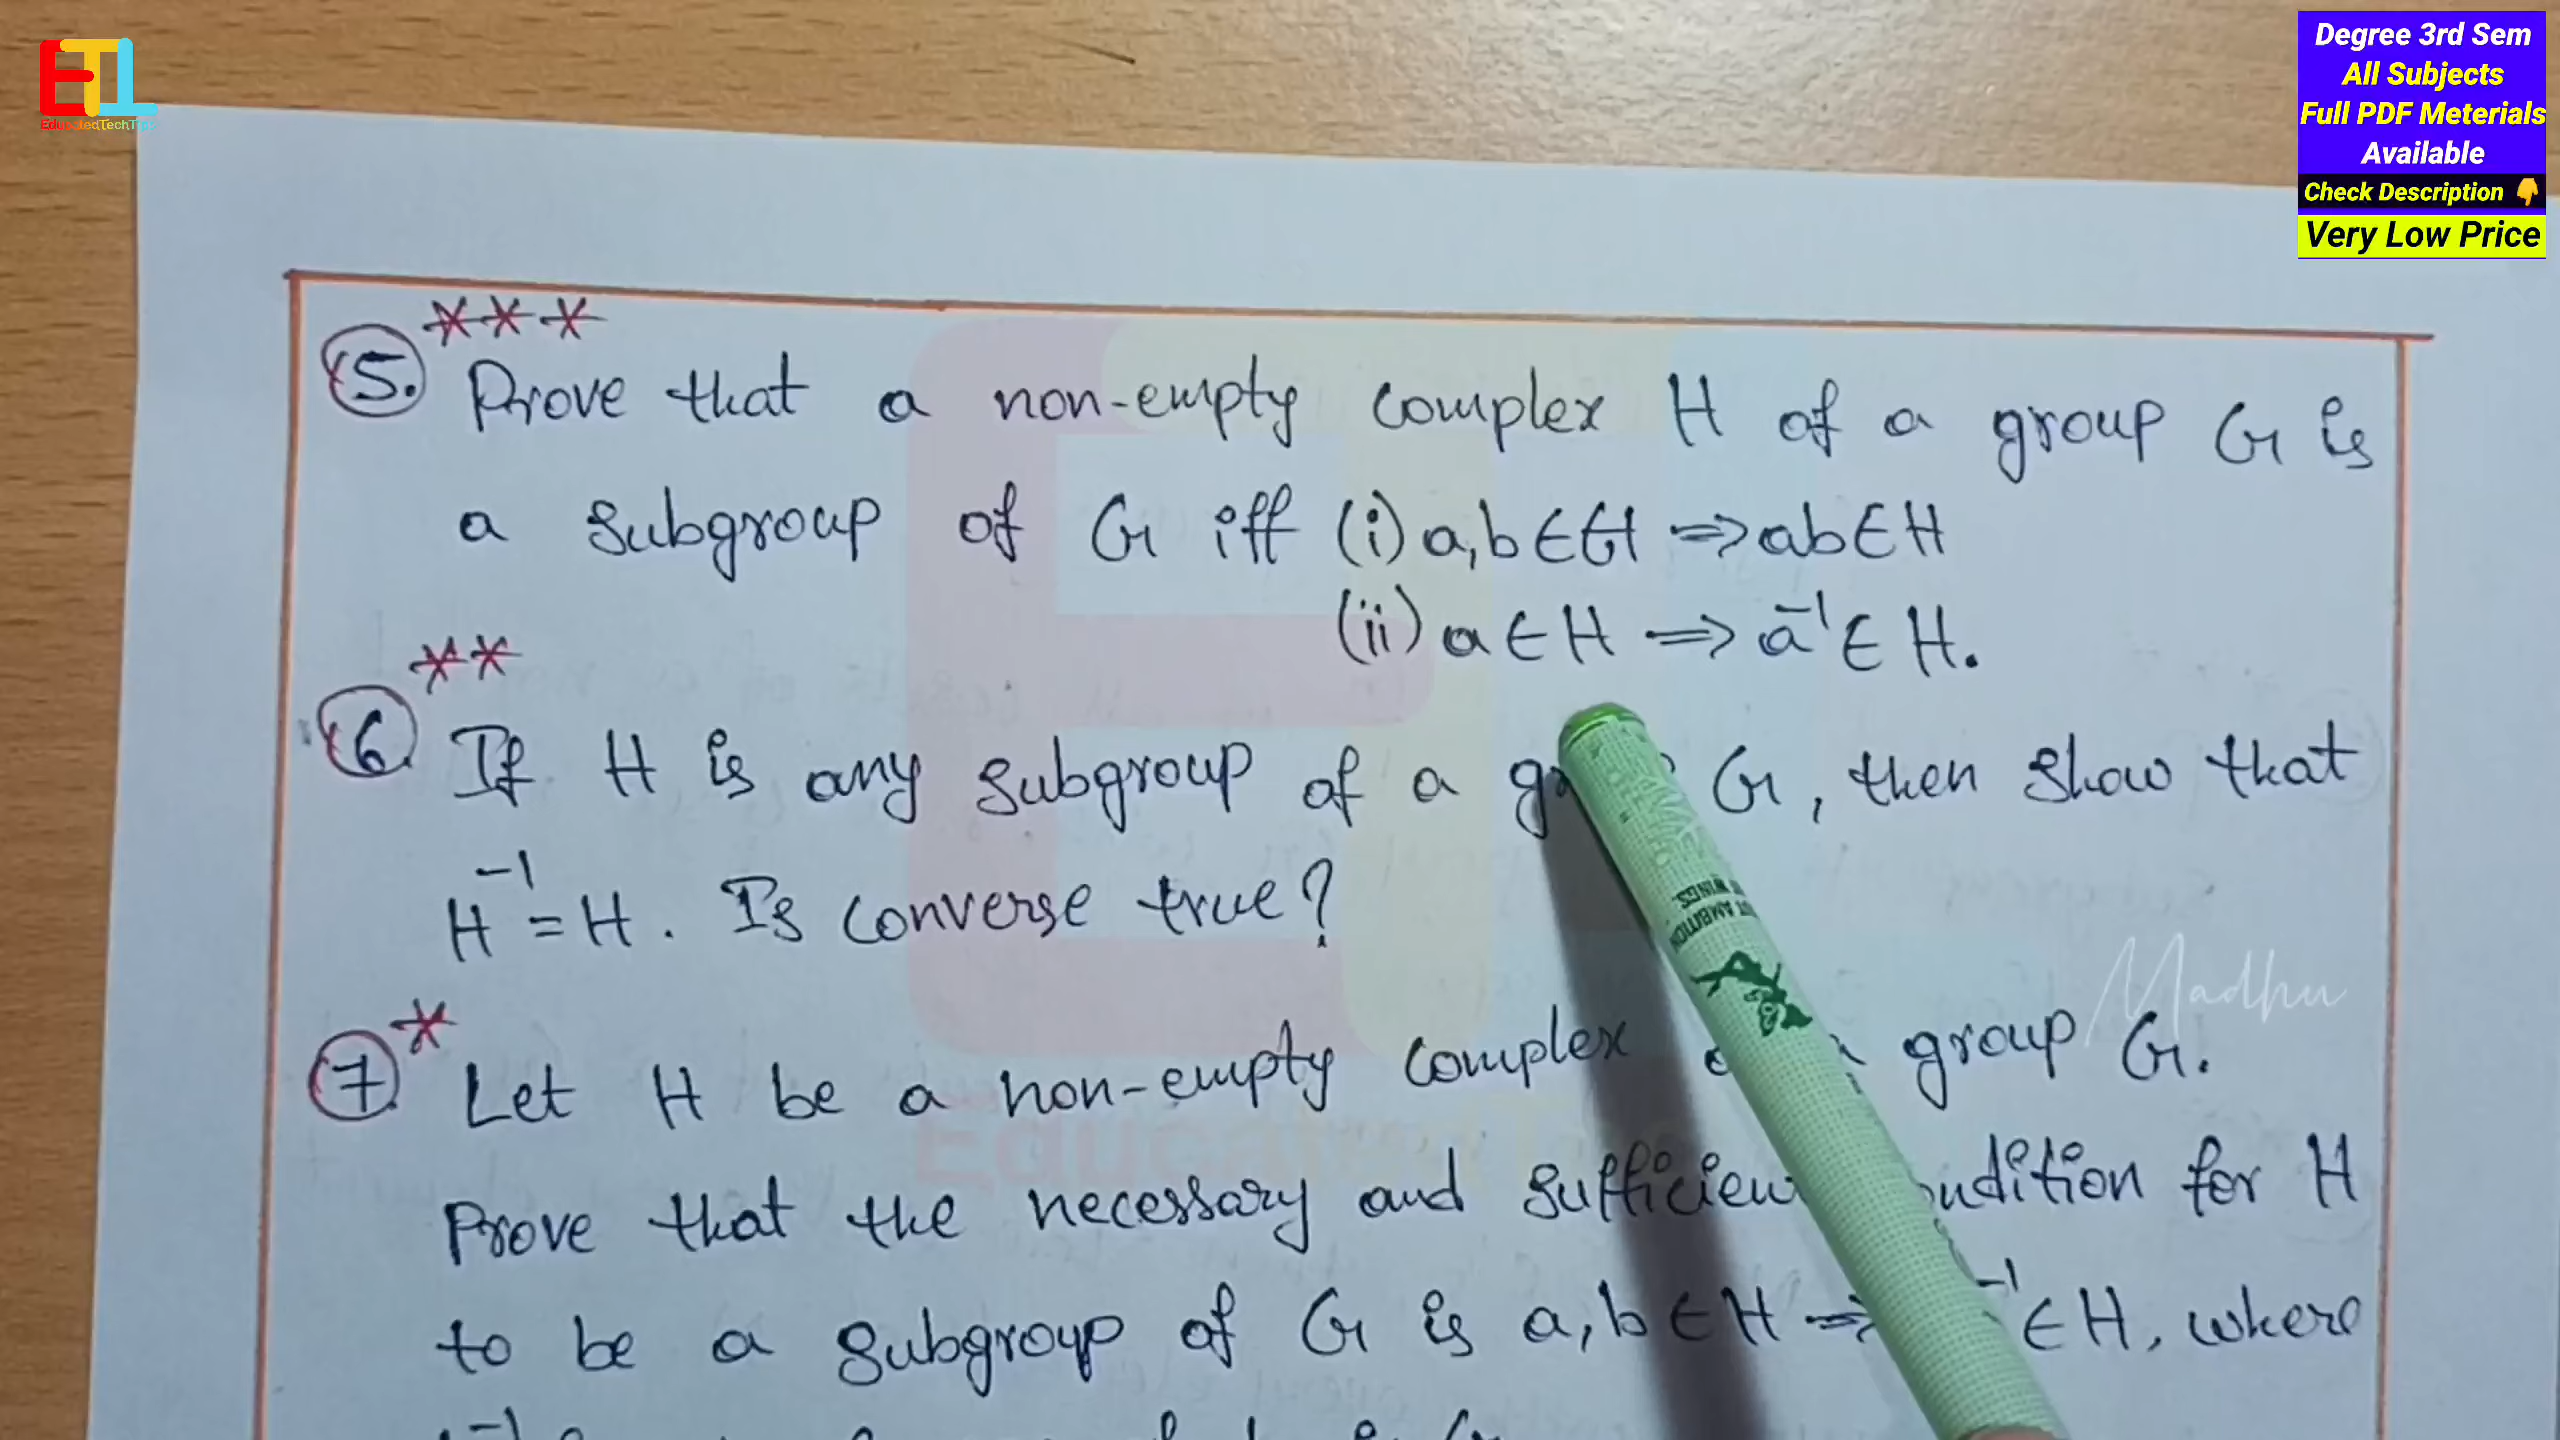 ETT
EducatedTechTips
Degree 3rd Sem
All Subjects
Full PDF Meterials
Available
Check Description 👇
Very Low Price
***
5. Prove that a non-empty complex H of a group G is
a subgroup of G iff (i) a,b∈H ⇒ ab∈H
(ii) a∈H ⇒ a⁻¹∈H.
**
6. If H is any subgroup of a G, then show that
H⁻¹=H. Is converse true?
Madhu
*
7. Let H be a non-empty complex group G.
Prove that the necessary and for H
to be a subgroup of G is a,b∈H ⇒ ⁻¹∈H, where